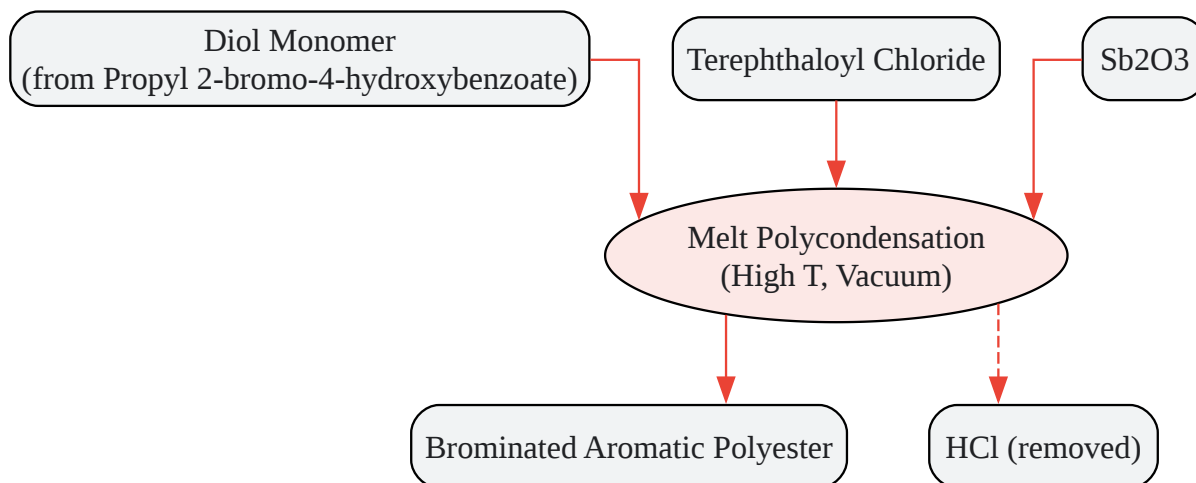 Diol Monomer
(from Propyl 2-bromo-4-hydroxybenzoate)
Terephthaloyl Chloride
Sb2O3
Melt Polycondensation
(High T, Vacuum)
Brominated Aromatic Polyester
HCl (removed)